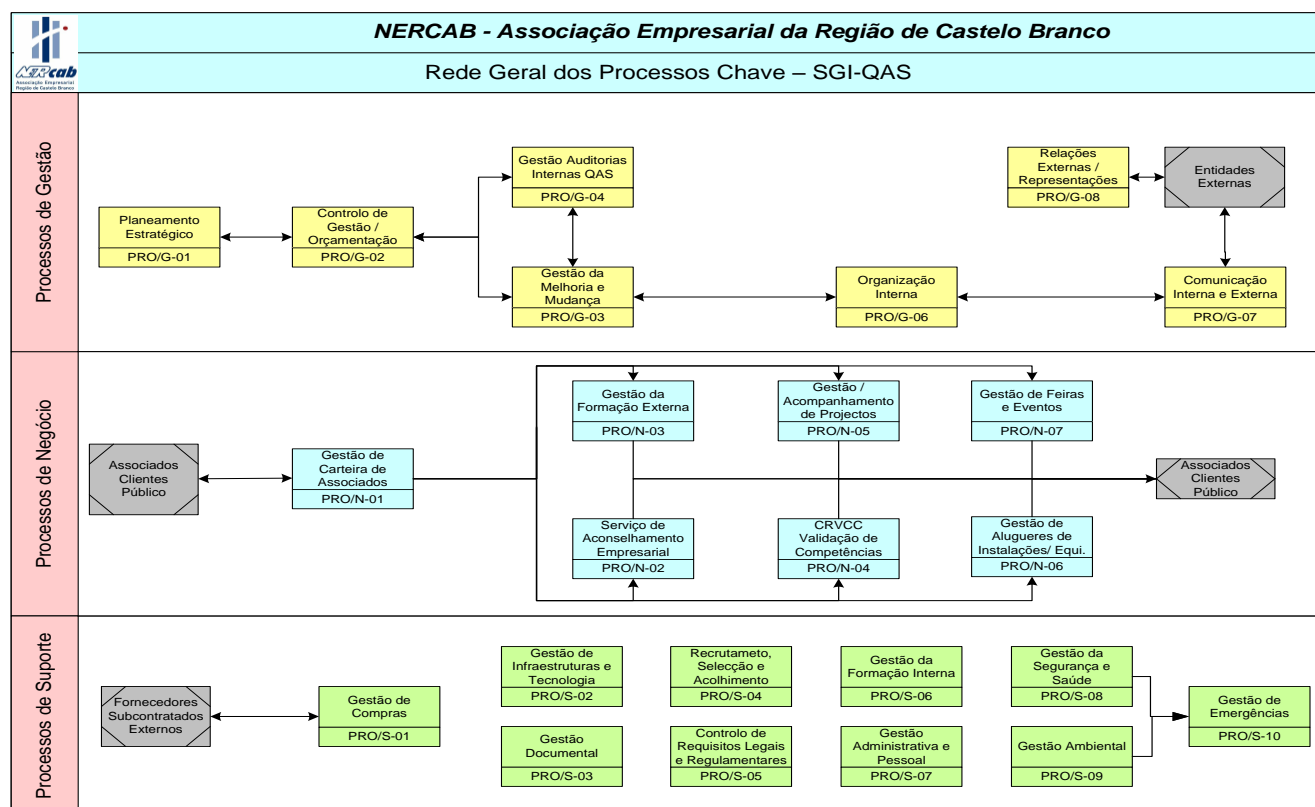 NERCAB - Associação Empresarial da Região de Castelo Branco
NERcab
Associação Empresarial
Região de Castelo Branco
Rede Geral dos Processos Chave – SGI-QAS
Processos de Gestão
Planeamento
Estratégico
PRO/G-01
Controlo de
Gestão /
Orçamentação
PRO/G-02
Gestão Auditorias
Internas QAS
PRO/G-04
Gestão da
Melhoria e
Mudança
PRO/G-03
Organização
Interna
PRO/G-06
Relações
Externas /
Representações
PRO/G-08
Entidades
Externas
Comunicação
Interna e Externa
PRO/G-07
Processos de Negócio
Associados
Clientes
Público
Gestão de
Carteira de
Associados
PRO/N-01
Gestão da
Formação Externa
PRO/N-03
Gestão /
Acompanhamento
de Projectos
PRO/N-05
Gestão de Feiras
e Eventos
PRO/N-07
Serviço de
Aconselhamento
Empresarial
PRO/N-02
CRVCC
Validação de
Competências
PRO/N-04
Gestão de
Alugueres de
Instalações/ Equi.
PRO/N-06
Associados
Clientes
Público
Processos de Suporte
Fornecedores
Subcontratados
Externos
Gestão de
Compras
PRO/S-01
Gestão de
Infraestruturas e
Tecnologia
PRO/S-02
Recrutameto,
Selecção e
Acolhimento
PRO/S-04
Gestão da
Formação Interna
PRO/S-06
Gestão da
Segurança e
Saúde
PRO/S-08
Gestão
Documental
PRO/S-03
Controlo de
Requisitos Legais
e Regulamentares
PRO/S-05
Gestão
Administrativa e
Pessoal
PRO/S-07
Gestão Ambiental
PRO/S-09
Gestão de
Emergências
PRO/S-10